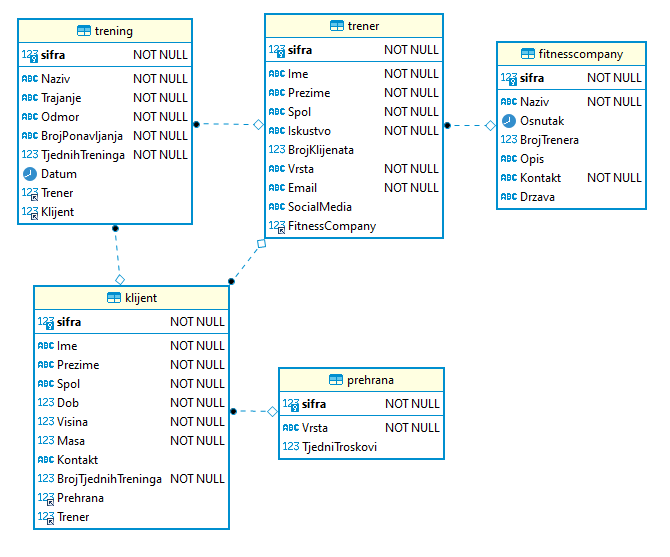 trening
123 sifra NOT NULL
ABC Naziv NOT NULL
ABC Trajanje NOT NULL
ABC Odmor NOT NULL
ABC BrojPonavljanja NOT NULL
123 TjednihTreninga NOT NULL
Datum
123 Trener
123 Klijent
trener
123 sifra NOT NULL
ABC Ime NOT NULL
ABC Prezime NOT NULL
ABC Spol NOT NULL
ABC Iskustvo NOT NULL
123 BrojKlijenata
ABC Vrsta NOT NULL
ABC Email NOT NULL
ABC SocialMedia
123 FitnessCompany
fitnesscompany
123 sifra NOT NULL
ABC Naziv NOT NULL
Osnutak
123 BrojTrenera
ABC Opis
ABC Kontakt NOT NULL
ABC Drzava
klijent
123 sifra NOT NULL
ABC Ime NOT NULL
ABC Prezime NOT NULL
ABC Spol NOT NULL
123 Dob NOT NULL
123 Visina NOT NULL
123 Masa NOT NULL
ABC Kontakt
123 BrojTjednihTreninga NOT NULL
123 Prehrana
123 Trener
prehrana
123 sifra NOT NULL
ABC Vrsta NOT NULL
123 TjedniTroskovi